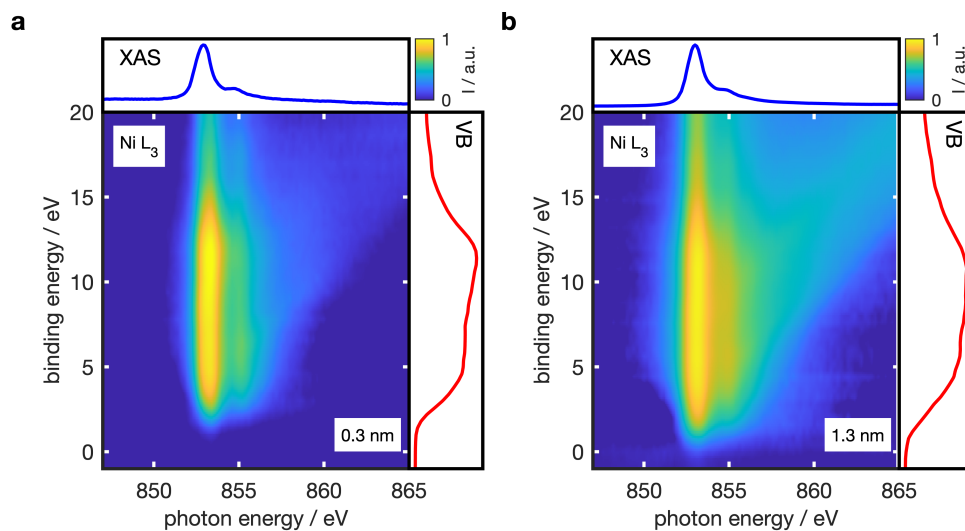 a
XAS
1
0
I / a.u.
20
15
10
5
0
binding energy / eV
Ni L3
0.3 nm
VB
850
855
860
865
photon energy / eV
b
XAS
1
0
I / a.u.
20
15
10
5
0
binding energy / eV
Ni L3
1.3 nm
VB
850
855
860
865
photon energy / eV